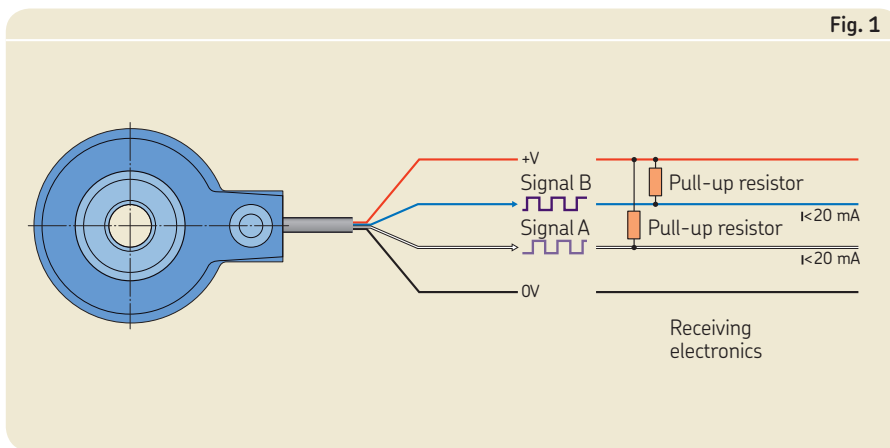 Fig. 1
+V
Signal B
Pull-up resistor
I<20 mA
Signal A
Pull-up resistor
I<20 mA
0V
Receiving
electronics